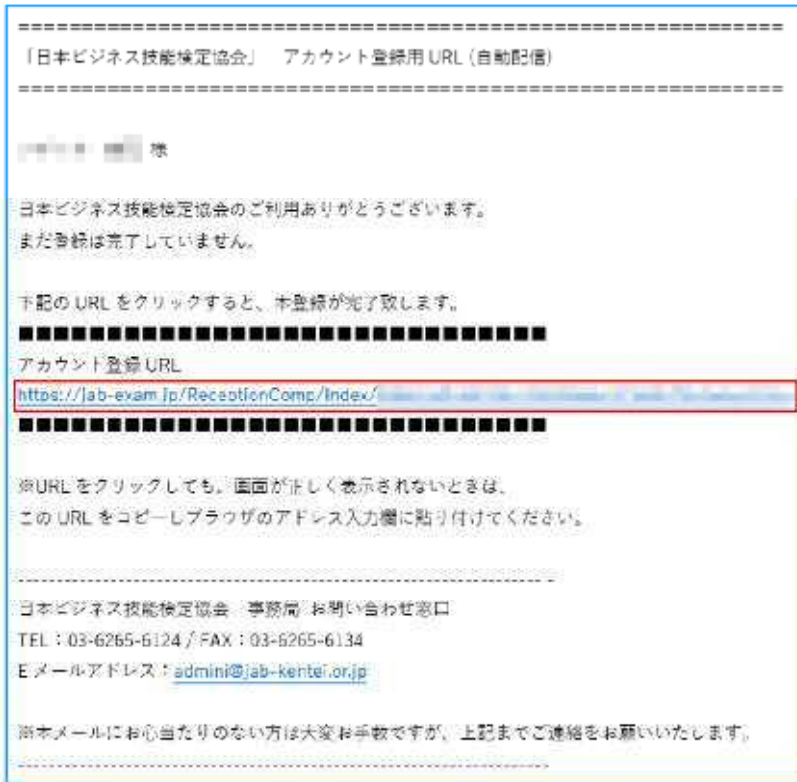 ============================================================
「日本ビジネス技能検定協会」　アカウント登録用 URL (自動配信)
============================================================
様
日本ビジネス技能検定協会のご利用ありがとうございます。
まだ登録は完了していません。
下記の URL をクリックすると、本登録が完了致します。
■■■■■■■■■■■■■■■■■■■■■■■■■■■■■■
アカウント登録 URL
https://jab-exam.jp/ReceptionComp/Index/
■■■■■■■■■■■■■■■■■■■■■■■■■■■■■■
※URL をクリックしても、画面が正しく表示されないときは、
この URL をコピーしブラウザのアドレス入力欄に貼り付けてください。
------------------------------------------------------------------
日本ビジネス技能検定協会　事務局 お問い合わせ窓口
TEL：03-6265-6124 / FAX：03-6265-6134
E メールアドレス：admini@jab-kentei.or.jp
※本メールにお心当たりのない方は大変お手数ですが、上記までご連絡をお願いいたします。
------------------------------------------------------------------